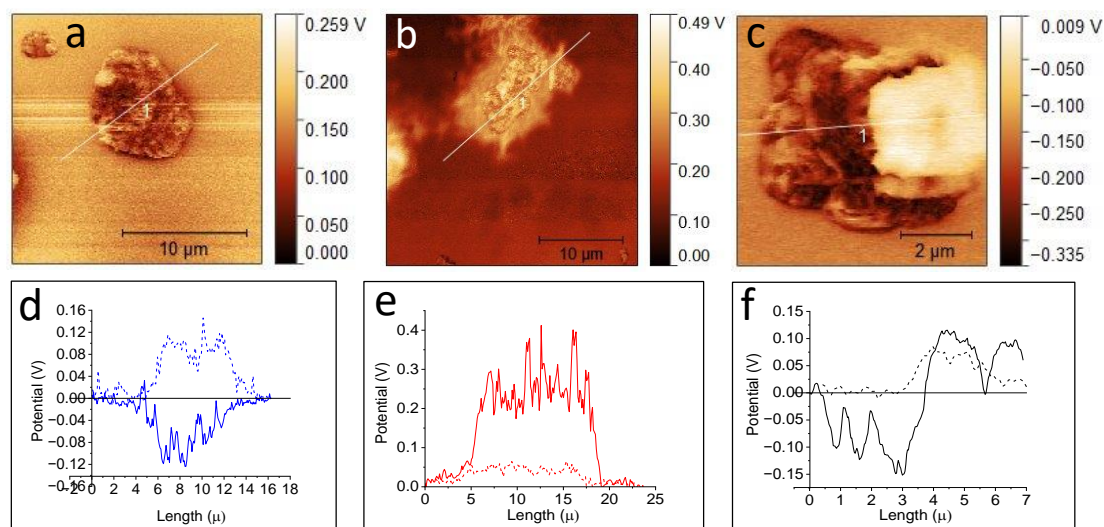 a
1
10 μm
0.259 V
0.200
0.150
0.100
0.050
0.000
b
1
10 μm
0.49 V
0.40
0.30
0.20
0.10
0.00
c
1
2 μm
0.009 V
−0.050
−0.100
−0.150
−0.200
−0.250
−0.335
d
Potential (V)
0.16
0.12
0.08
0.04
0.00
−0.04
−0.08
−0.12
−0.16
0 2 4 6 8 10 12 14 16 18
Length (μ)
e
Potential (V)
0.4
0.3
0.2
0.1
0.0
0 5 10 15 20 25
Length (μ)
f
Potential (V)
0.15
0.10
0.05
0.00
−0.05
−0.10
−0.15
0 1 2 3 4 5 6 7
Length (μ)